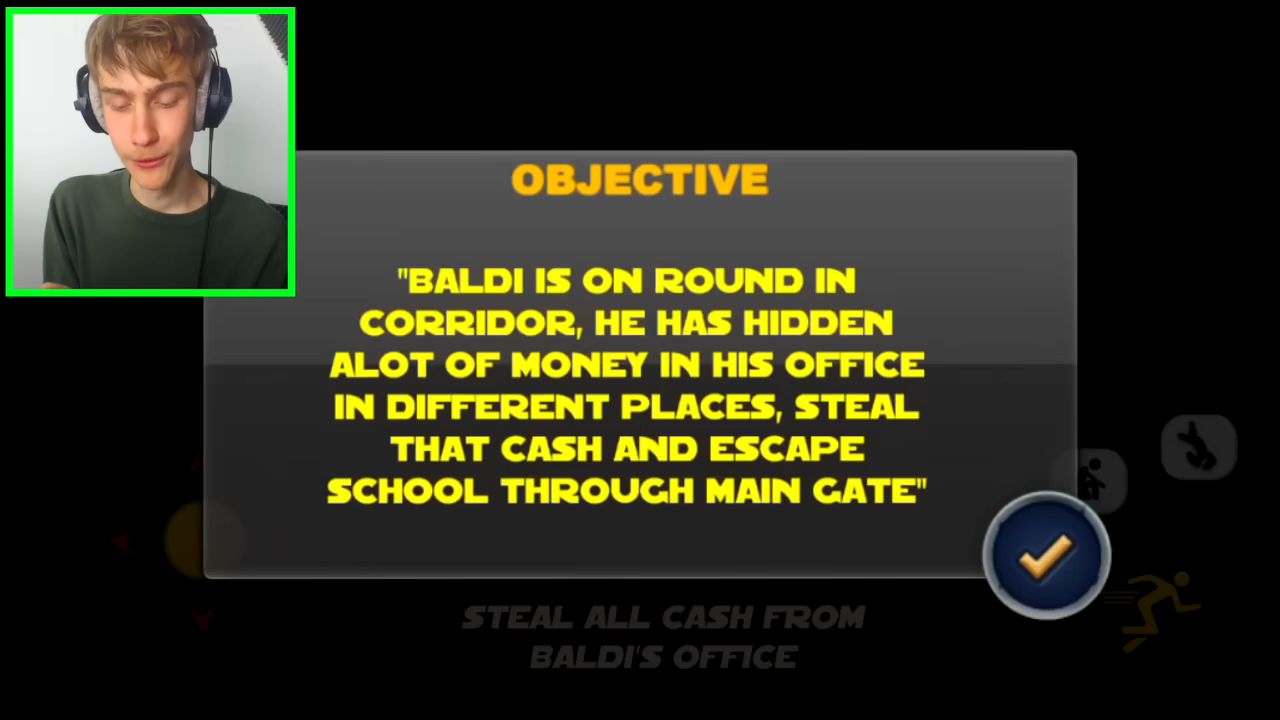 OBJECTIVE
"BALDI IS ON ROUND IN
CORRIDOR, HE HAS HIDDEN
ALOT OF MONEY IN HIS OFFICE
IN DIFFERENT PLACES, STEAL
THAT CASH AND ESCAPE
SCHOOL THROUGH MAIN GATE"
STEAL ALL CASH FROM
BALDI'S OFFICE